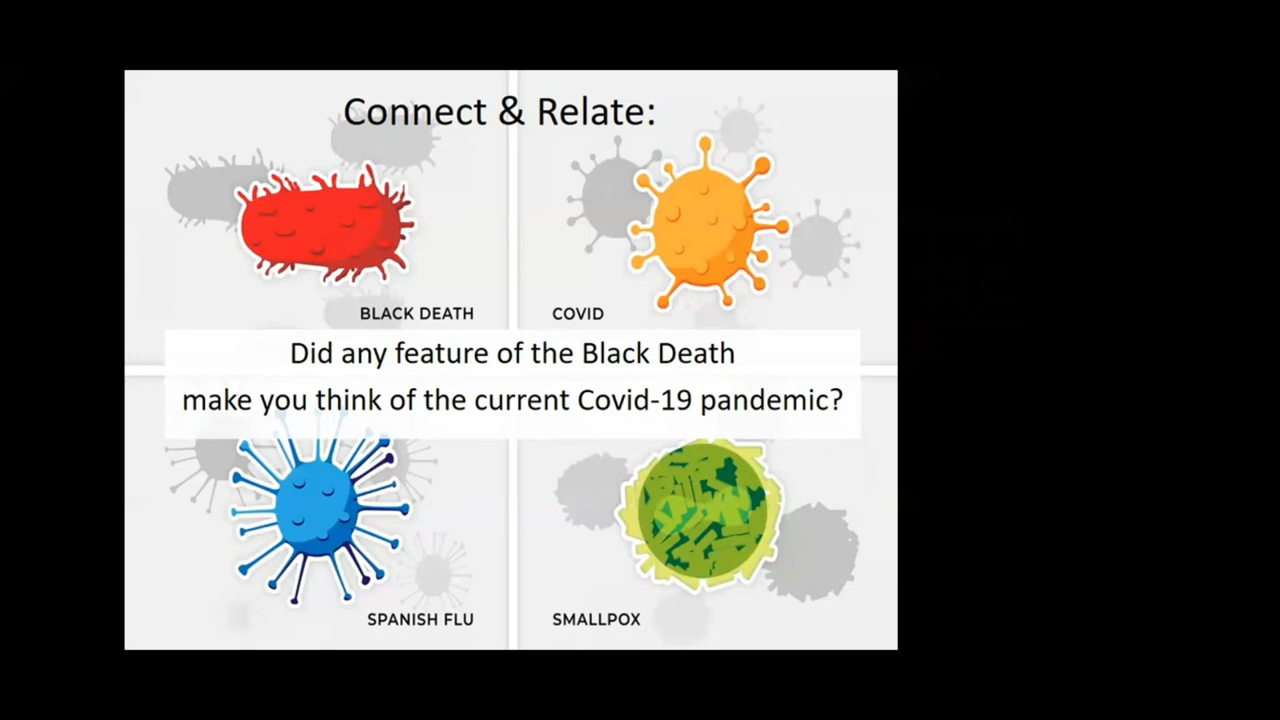 Connect & Relate:
BLACK DEATH
COVID
Did any feature of the Black Death
make you think of the current Covid-19 pandemic?
SPANISH FLU
SMALLPOX